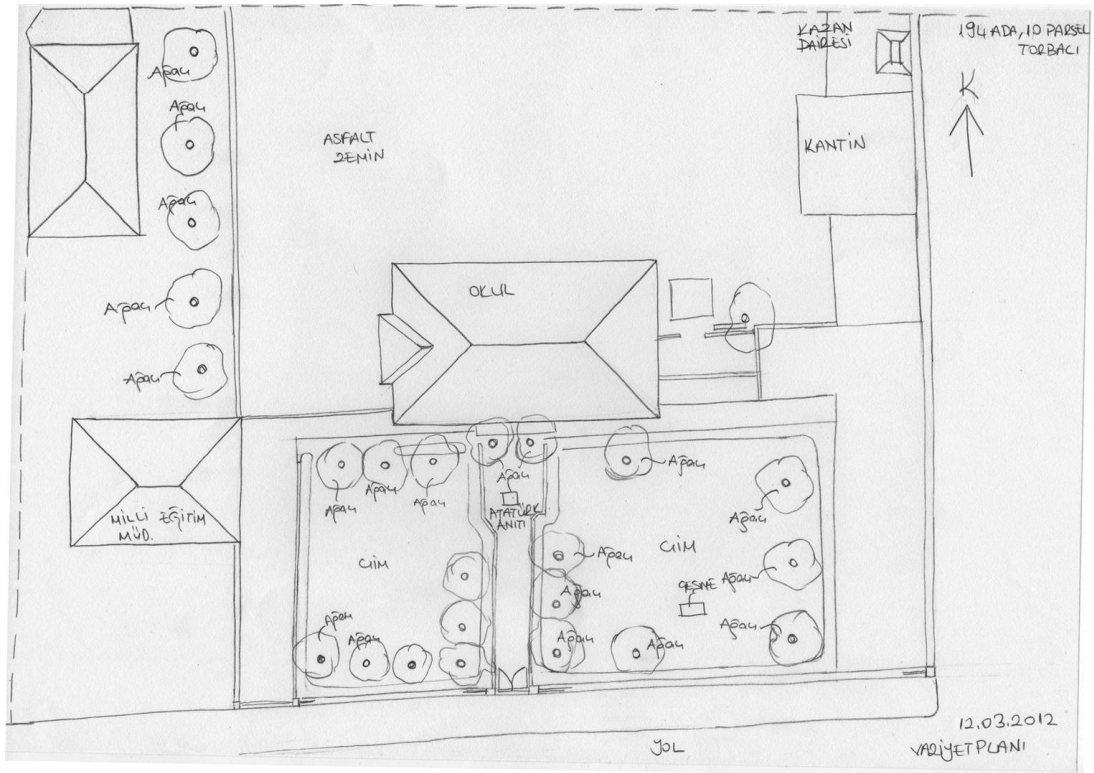 KAZAN
DAİRESİ
194 ADA, 10 PARSEL
TORBALI
K
Ağaç
Ağaç
Ağaç
Ağaç
Ağaç
ASFALT
ZEMİN
KANTİN
OKUL
MİLLİ EĞİTİM
MÜD.
Ağaç
Ağaç
Ağaç
Ağaç
ATATÜRK
ANITI
Ağaç
Ağaç
ÇİM
ÇİM
Ağaç
Ağaç
ÇEŞME
Ağaç
Ağaç
Ağaç
Ağaç
Ağaç
Ağaç
Ağaç
YOL
12.03.2012
VAZİYET PLANI